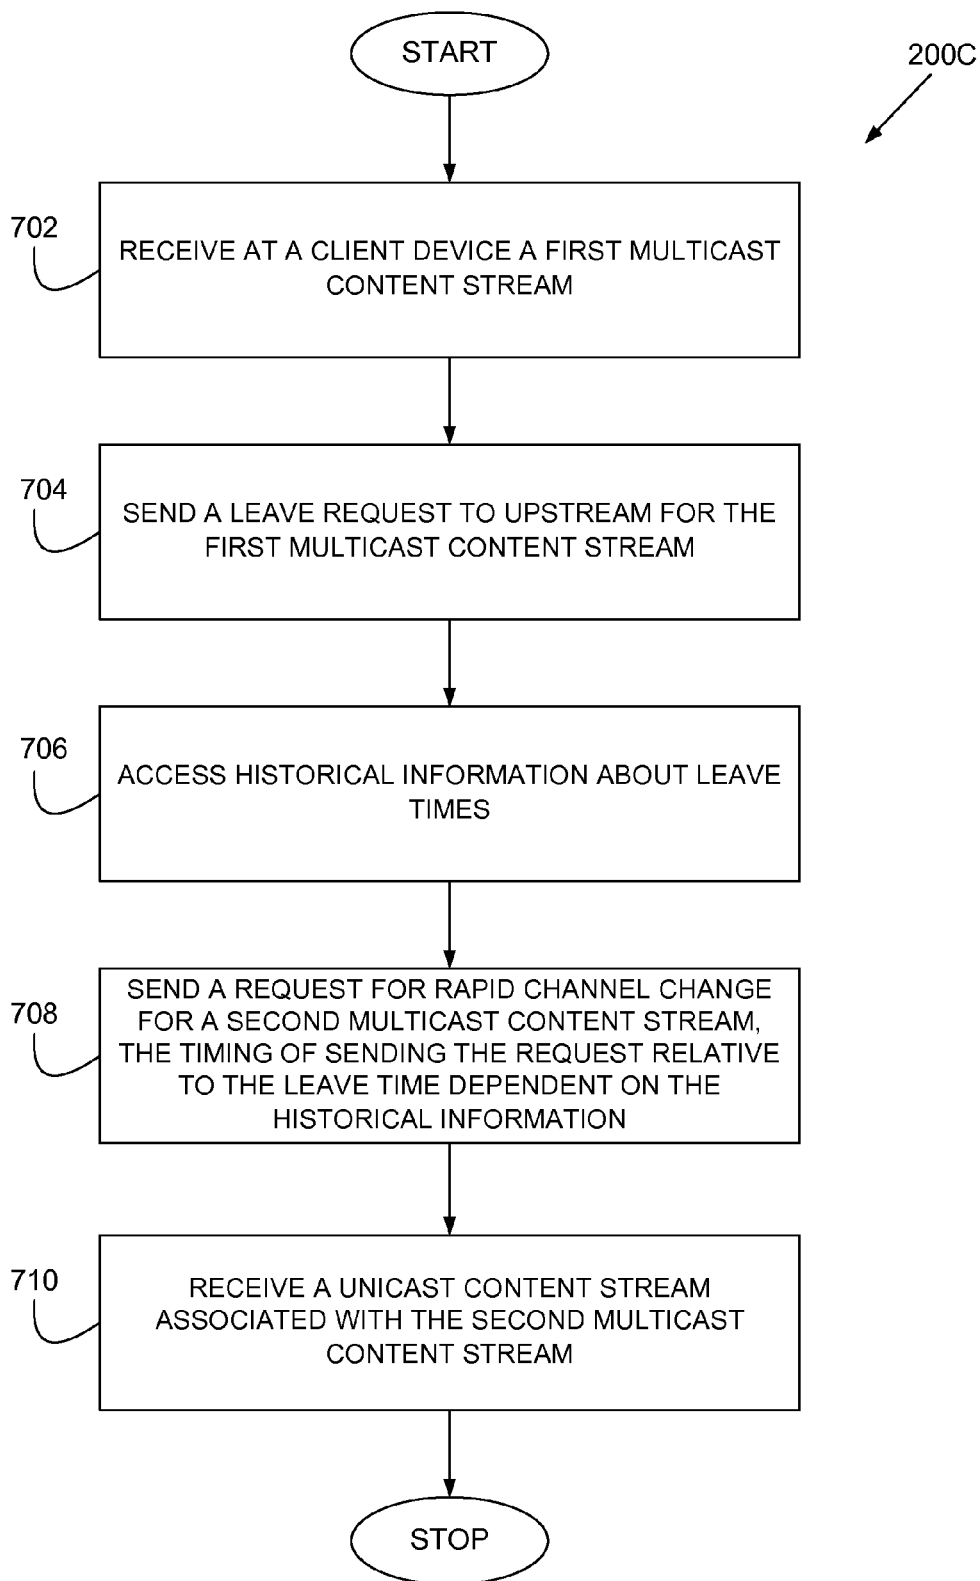 START
200C
702
RECEIVE AT A CLIENT DEVICE A FIRST MULTICAST
CONTENT STREAM
704
SEND A LEAVE REQUEST TO UPSTREAM FOR THE
FIRST MULTICAST CONTENT STREAM
706
ACCESS HISTORICAL INFORMATION ABOUT LEAVE
TIMES
708
SEND A REQUEST FOR RAPID CHANNEL CHANGE
FOR A SECOND MULTICAST CONTENT STREAM,
THE TIMING OF SENDING THE REQUEST RELATIVE
TO THE LEAVE TIME DEPENDENT ON THE
HISTORICAL INFORMATION
710
RECEIVE A UNICAST CONTENT STREAM
ASSOCIATED WITH THE SECOND MULTICAST
CONTENT STREAM
STOP